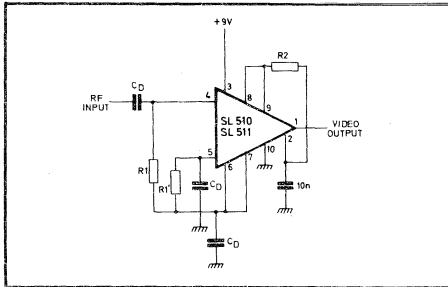 +9V
R2
CD
3
8
9
RF
INPUT
4
SL 510
SL 511
1
VIDEO
OUTPUT
2
10
5
7
6
R1
R1'
CD
10n
CD